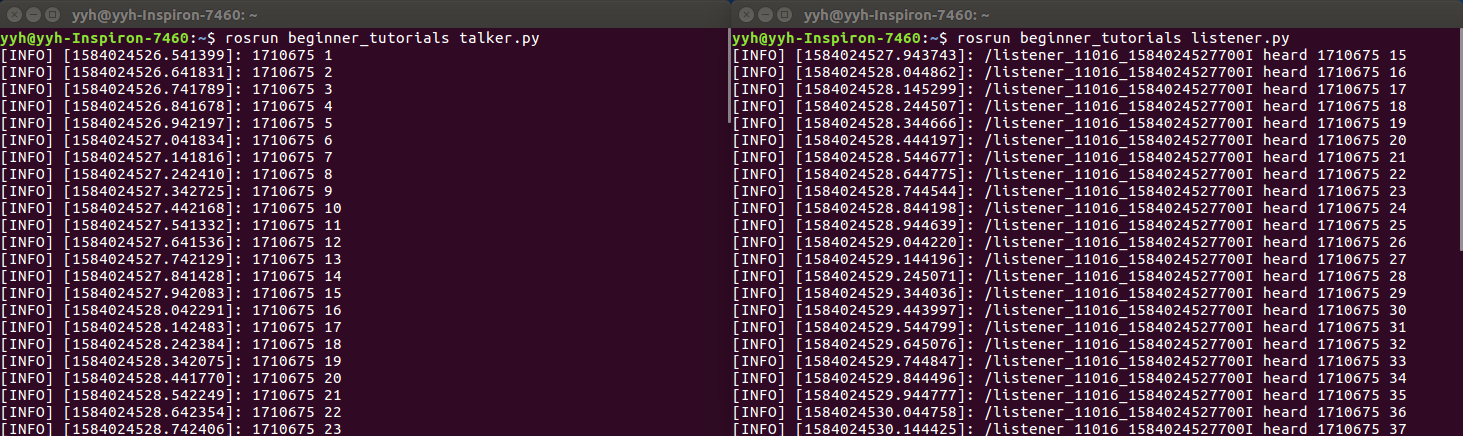 yyh@yyh-Inspiron-7460: ~
yyh@yyh-Inspiron-7460:~$ rosrun beginner_tutorials talker.py
[INFO] [1584024526.541399]: 1710675 1
[INFO] [1584024526.641831]: 1710675 2
[INFO] [1584024526.741789]: 1710675 3
[INFO] [1584024526.841678]: 1710675 4
[INFO] [1584024526.942197]: 1710675 5
[INFO] [1584024527.041834]: 1710675 6
[INFO] [1584024527.141816]: 1710675 7
[INFO] [1584024527.242410]: 1710675 8
[INFO] [1584024527.342725]: 1710675 9
[INFO] [1584024527.442168]: 1710675 10
[INFO] [1584024527.541332]: 1710675 11
[INFO] [1584024527.641536]: 1710675 12
[INFO] [1584024527.742129]: 1710675 13
[INFO] [1584024527.841428]: 1710675 14
[INFO] [1584024527.942083]: 1710675 15
[INFO] [1584024528.042291]: 1710675 16
[INFO] [1584024528.142483]: 1710675 17
[INFO] [1584024528.242384]: 1710675 18
[INFO] [1584024528.342075]: 1710675 19
[INFO] [1584024528.441770]: 1710675 20
[INFO] [1584024528.542249]: 1710675 21
[INFO] [1584024528.642354]: 1710675 22
[INFO] [1584024528.742406]: 1710675 23
yyh@yyh-Inspiron-7460: ~
yyh@yyh-Inspiron-7460:~$ rosrun beginner_tutorials listener.py
[INFO] [1584024527.943743]: /listener_11016_1584024527700I heard 1710675 15
[INFO] [1584024528.044862]: /listener_11016_1584024527700I heard 1710675 16
[INFO] [1584024528.145299]: /listener_11016_1584024527700I heard 1710675 17
[INFO] [1584024528.244507]: /listener_11016_1584024527700I heard 1710675 18
[INFO] [1584024528.344666]: /listener_11016_1584024527700I heard 1710675 19
[INFO] [1584024528.444197]: /listener_11016_1584024527700I heard 1710675 20
[INFO] [1584024528.544677]: /listener_11016_1584024527700I heard 1710675 21
[INFO] [1584024528.644775]: /listener_11016_1584024527700I heard 1710675 22
[INFO] [1584024528.744544]: /listener_11016_1584024527700I heard 1710675 23
[INFO] [1584024528.844198]: /listener_11016_1584024527700I heard 1710675 24
[INFO] [1584024528.944639]: /listener_11016_1584024527700I heard 1710675 25
[INFO] [1584024529.044220]: /listener_11016_1584024527700I heard 1710675 26
[INFO] [1584024529.144196]: /listener_11016_1584024527700I heard 1710675 27
[INFO] [1584024529.245071]: /listener_11016_1584024527700I heard 1710675 28
[INFO] [1584024529.344036]: /listener_11016_1584024527700I heard 1710675 29
[INFO] [1584024529.443997]: /listener_11016_1584024527700I heard 1710675 30
[INFO] [1584024529.544799]: /listener_11016_1584024527700I heard 1710675 31
[INFO] [1584024529.645076]: /listener_11016_1584024527700I heard 1710675 32
[INFO] [1584024529.744847]: /listener_11016_1584024527700I heard 1710675 33
[INFO] [1584024529.844496]: /listener_11016_1584024527700I heard 1710675 34
[INFO] [1584024529.944777]: /listener_11016_1584024527700I heard 1710675 35
[INFO] [1584024530.044758]: /listener_11016_1584024527700I heard 1710675 36
[INFO] [1584024530.144425]: /listener_11016_1584024527700I heard 1710675 37